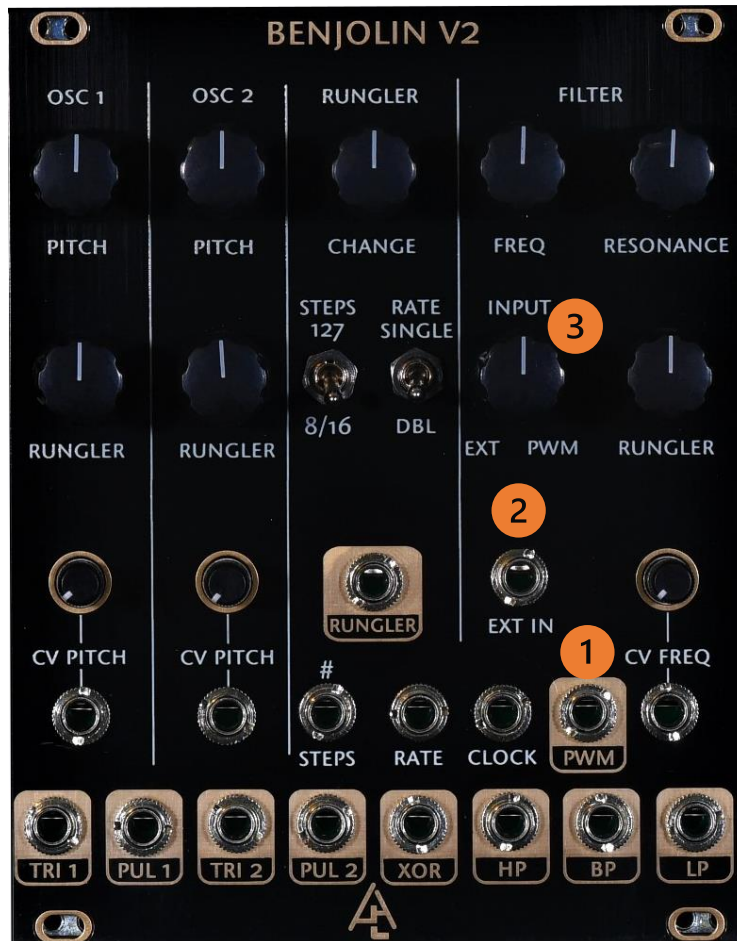 BENJOLIN V2
OSC 1 OSC 2 RUNGLER FILTER
PITCH PITCH CHANGE FREQ RESONANCE
STEPS RATE INPUT
127 SINGLE 3
8/16 DBL
RUNGLER RUNGLER EXT PWM RUNGLER
2
RUNGLER EXT IN
1
CV PITCH CV PITCH # CV FREQ
STEPS RATE CLOCK PWM
TRI 1 PUL 1 TRI 2 PUL 2 XOR HP BP LP